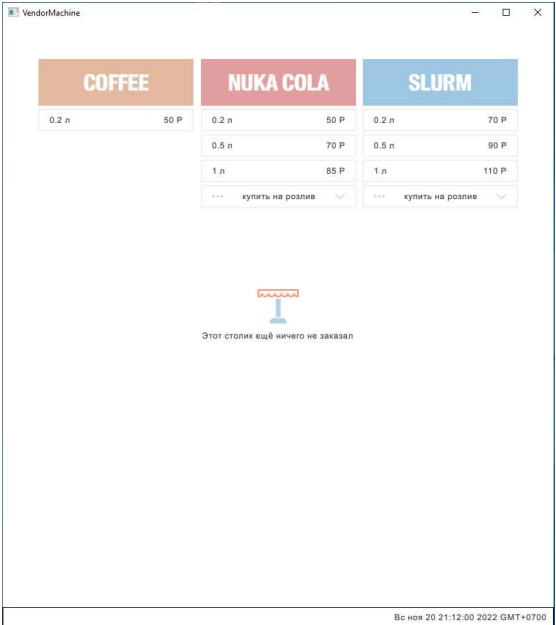 VendorMachine
COFFEE NUKA COLA SLURM
0.2 л 50 Р 0.2 л 50 Р 0.2 л 70 Р
0.5 л 70 Р 0.5 л 90 Р
1 л 85 Р 1 л 110 Р
••• купить на розлив ••• купить на розлив
Этот столик ещё ничего не заказал
Вс ноя 20 21:12:00 2022 GMT+0700